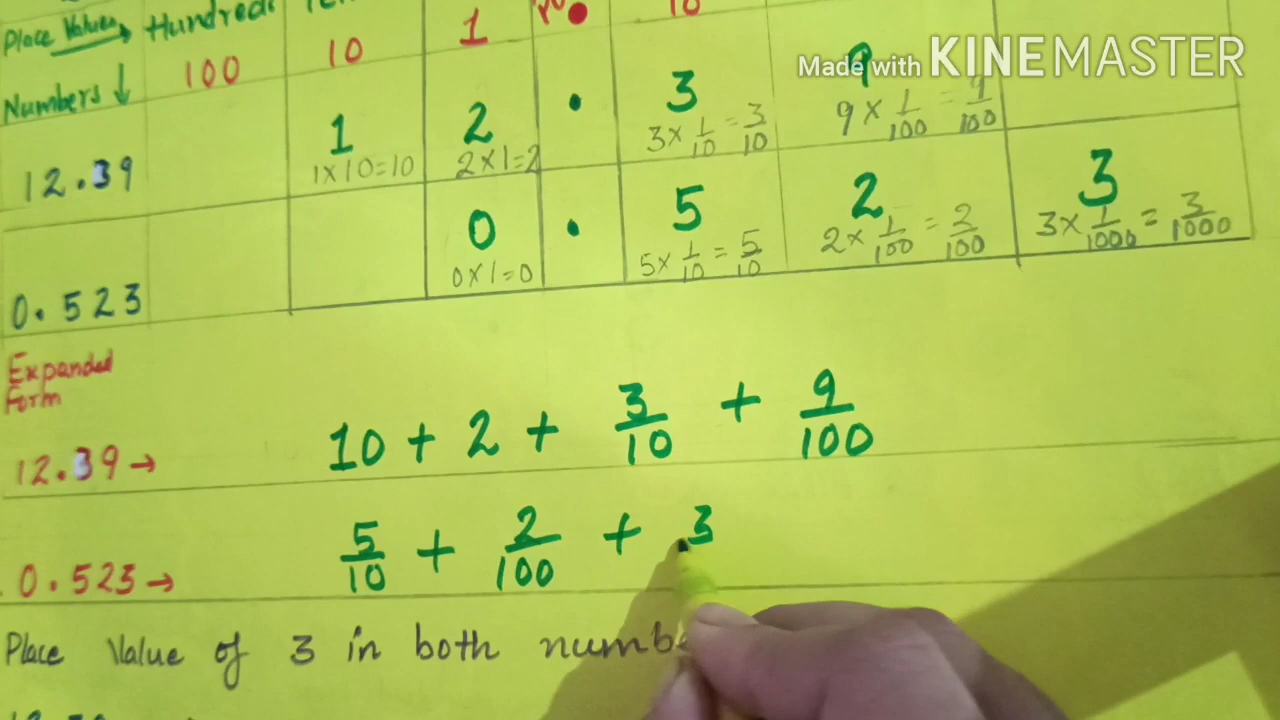 Place Values → Hundreds
100 10 1 10
Made with KINEMASTER
Numbers ↓
12.39 1 2 . 3 9
1×10=10 2×1=2 3×1/10=3/10 9×1/100=9/100
0.523 0 . 5 2 3
0×1=0 5×1/10=5/10 2×1/100=2/100 3×1/1000=3/1000
Expanded
Form
12.39→ 10+2+3/10+9/100
0.523→ 5/10+2/100+3
Place Value of 3 in both